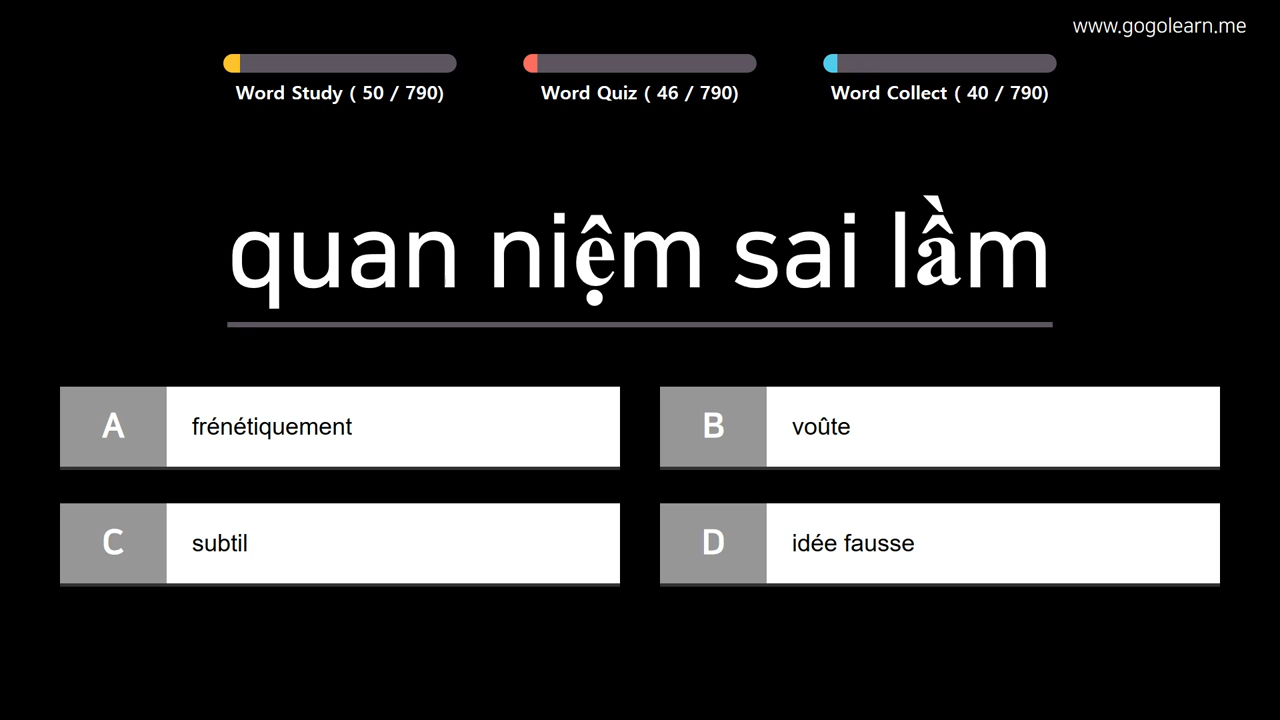 www.gogolearn.me
Word Study ( 50 / 790)
Word Quiz ( 46 / 790)
Word Collect ( 40 / 790)
quan niệm sai lầm
A frénétiquement
B voûte
C subtil
D idée fausse